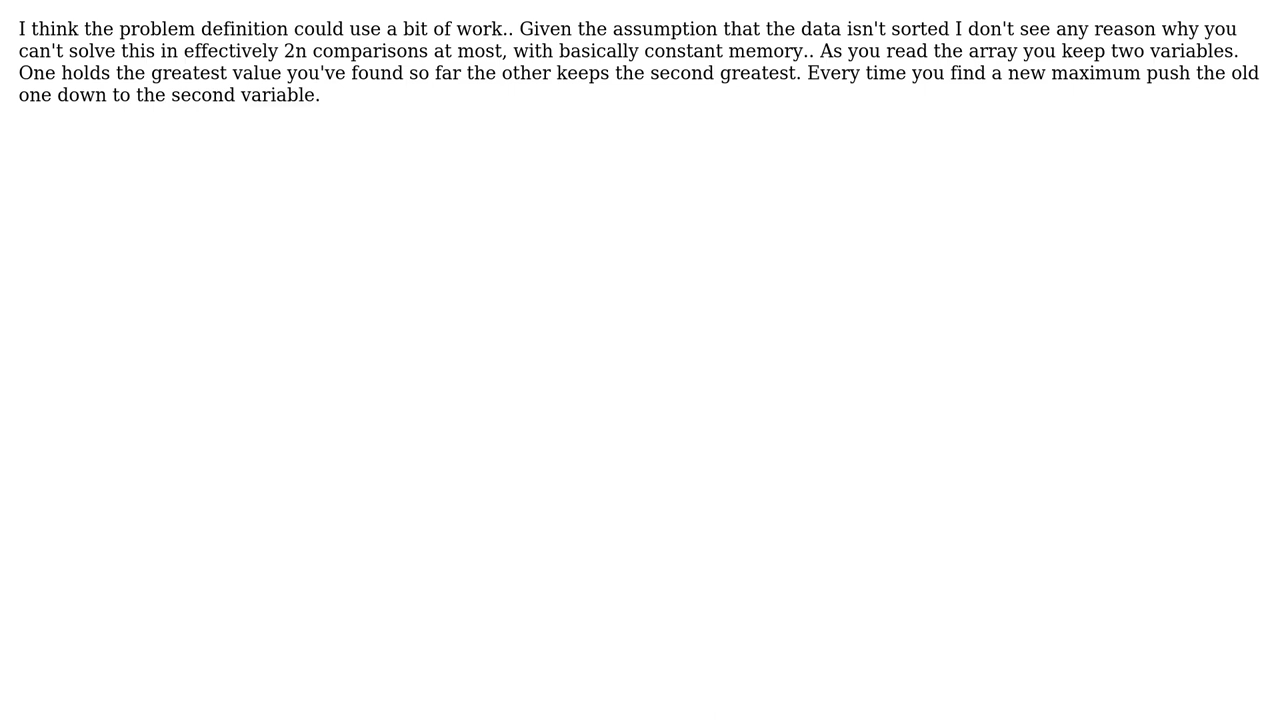 I think the problem definition could use a bit of work.. Given the assumption that the data isn't sorted I don't see any reason why you
can't solve this in effectively 2n comparisons at most, with basically constant memory.. As you read the array you keep two variables.
One holds the greatest value you've found so far the other keeps the second greatest. Every time you find a new maximum push the old
one down to the second variable.